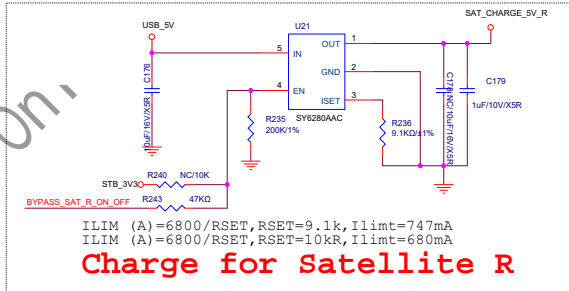 USB_5V
SAT_CHARGE_5V_R
U21
OUT
1
5
IN
GND
2
4
EN
ISET
3
SY6280AAC
C176
10uF/16V/X5R
C178
NC/10uF/16V/X5R
C179
1uF/10V/X5R
R235
200K/1%
R236
9.1KΩ/±1%
R240
NC/10K
STB_3V3
R243
47KΩ
BYPASS_SAT_R_ON_OFF
ILIM (A)=6800/RSET,RSET=9.1k,Ilimt=747mA
ILIM (A)=6800/RSET,RSET=10kR,Ilimt=680mA
Charge for Satellite R